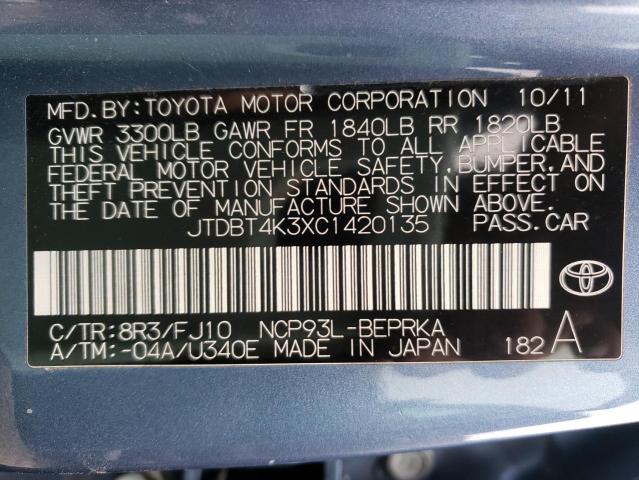 MFD.BY:TOYOTA MOTOR CORPORATION 10/11
GVWR 3300LB GAWR FR 1840LB RR 1820LB
THIS VEHICLE CONFORMS TO ALL APPLICABLE
FEDERAL MOTOR VEHICLE SAFETY,BUMPER,AND
THEFT PREVENTION STANDARDS IN EFFECT ON
THE DATE OF MANUFACTURE SHOWN ABOVE.
JTDBT4K3XC1420135 PASS.CAR
C/TR:8R3/FJ10 NCP93L-BEPRKA
A/TM:-04A/U340E MADE IN JAPAN 182 A